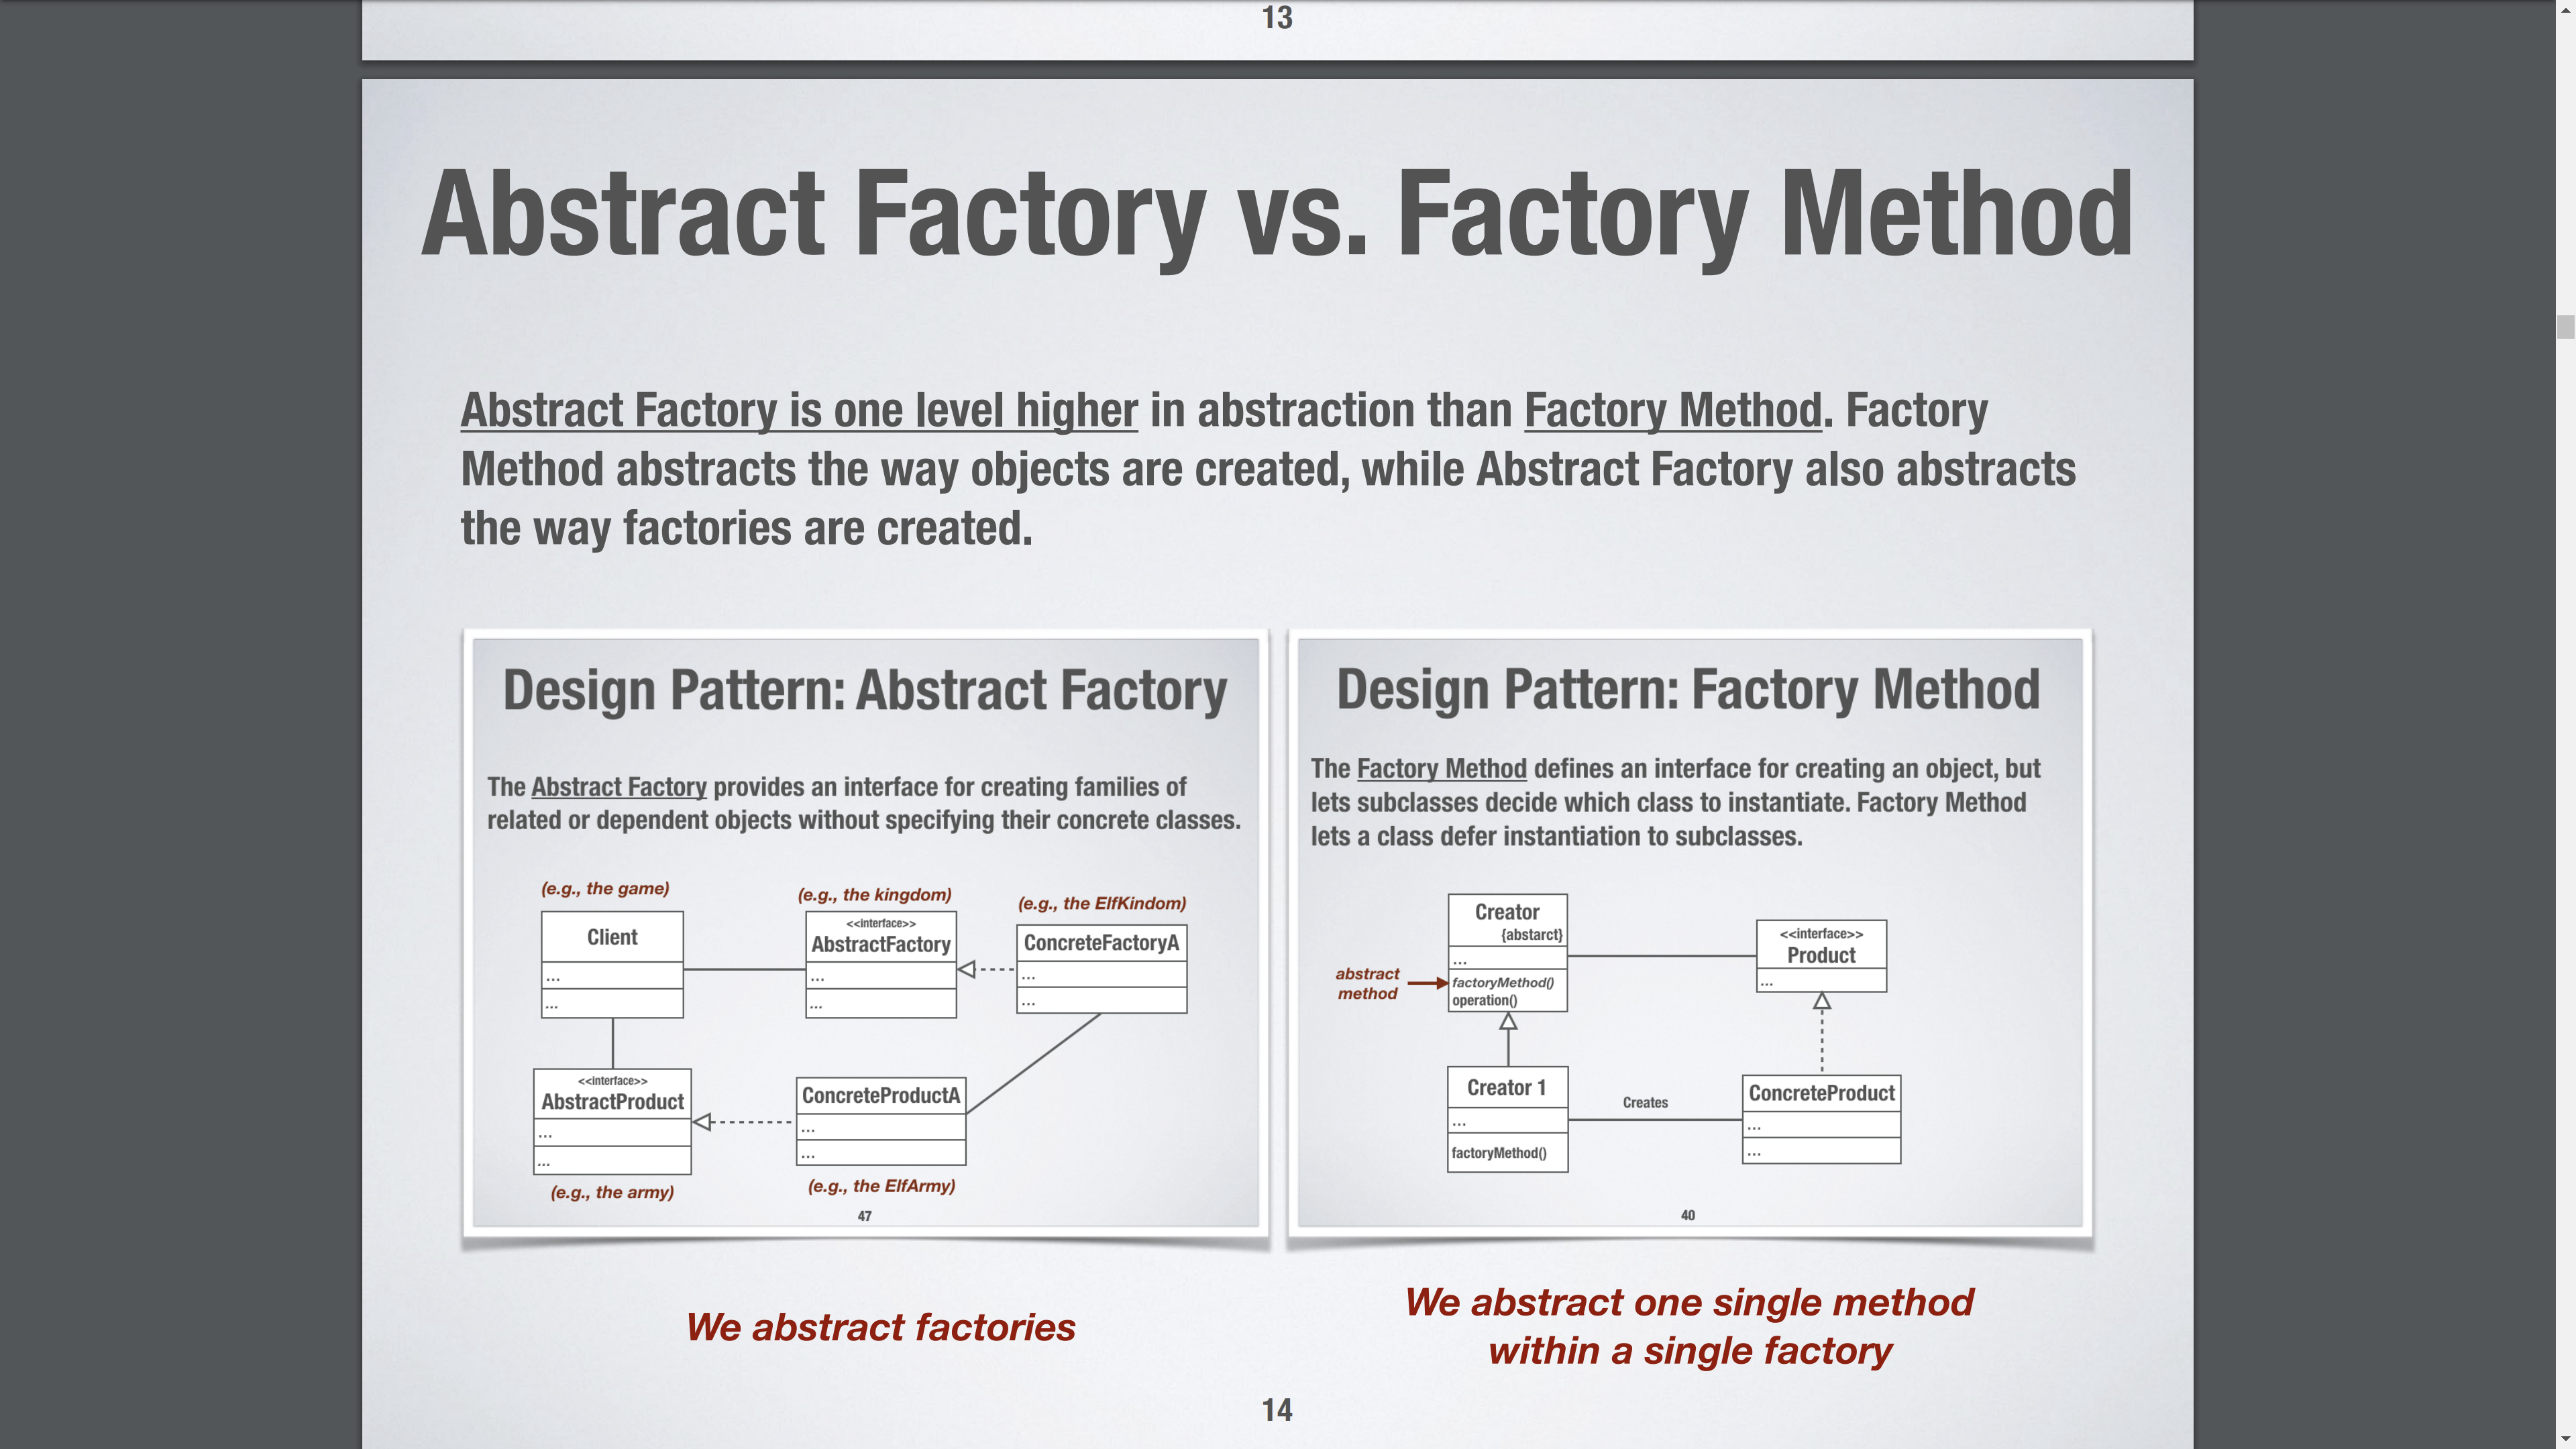 13
Abstract Factory vs. Factory Method
Abstract Factory is one level higher in abstraction than Factory Method. Factory
Method abstracts the way objects are created, while Abstract Factory also abstracts
the way factories are created.
Design Pattern: Abstract Factory
The Abstract Factory provides an interface for creating families of
related or dependent objects without specifying their concrete classes.
(e.g., the game)
Client
...
...
(e.g., the kingdom)
<<interface>>
AbstractFactory
...
...
(e.g., the ElfKindom)
ConcreteFactoryA
...
...
<<interface>>
AbstractProduct
...
...
(e.g., the army)
ConcreteProductA
...
...
(e.g., the ElfArmy)
47
Design Pattern: Factory Method
The Factory Method defines an interface for creating an object, but
lets subclasses decide which class to instantiate. Factory Method
lets a class defer instantiation to subclasses.
Creator
{abstarct}
...
factoryMethod()
operation()
abstract
method
<<interface>>
Product
...
Creator 1
...
factoryMethod()
Creates
ConcreteProduct
...
...
40
We abstract factories
We abstract one single method
within a single factory
14